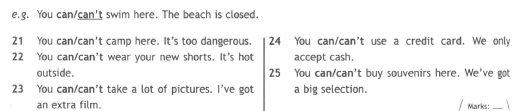 e.g. You can/can't swim here. The beach is closed.
21 You can/can't camp here. It's too dangerous.
22 You can/can't wear your new shorts. It's hot
outside.
23 You can/can't take a lot of pictures. I've got
an extra film.
24 You can/can't use a credit card. We only
accept cash.
25 You can/can't buy souvenirs here. We've got
a big selection.
/ Marks: __ \